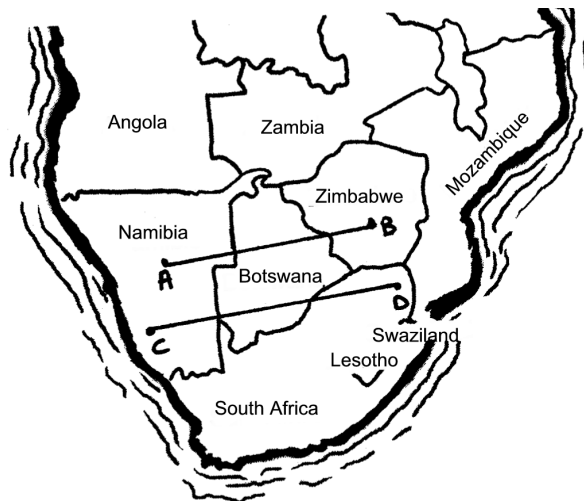 Angola
Zambia
Mozambique
Zimbabwe
Namibia
B
A
Botswana
D
C
Swaziland
Lesotho
South Africa